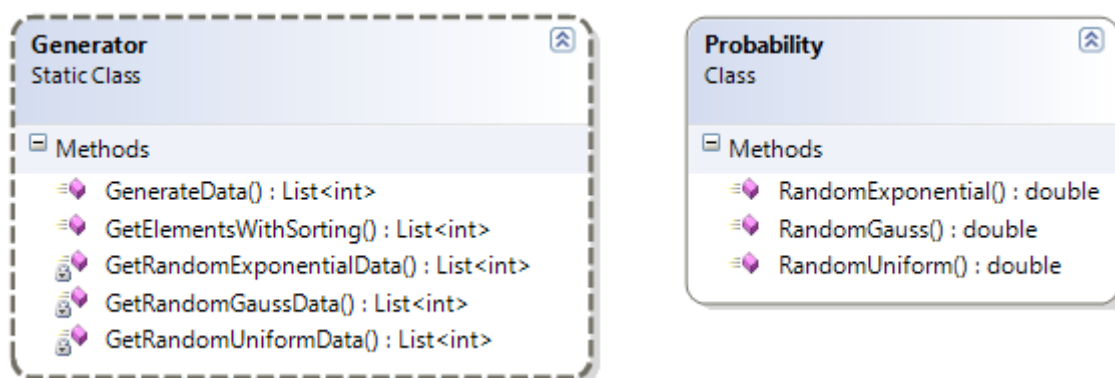 Generator
Static Class
Methods
GenerateData() : List<int>
GetElementsWithSorting() : List<int>
GetRandomExponentialData() : List<int>
GetRandomGaussData() : List<int>
GetRandomUniformData() : List<int>
Probability
Class
Methods
RandomExponential() : double
RandomGauss() : double
RandomUniform() : double